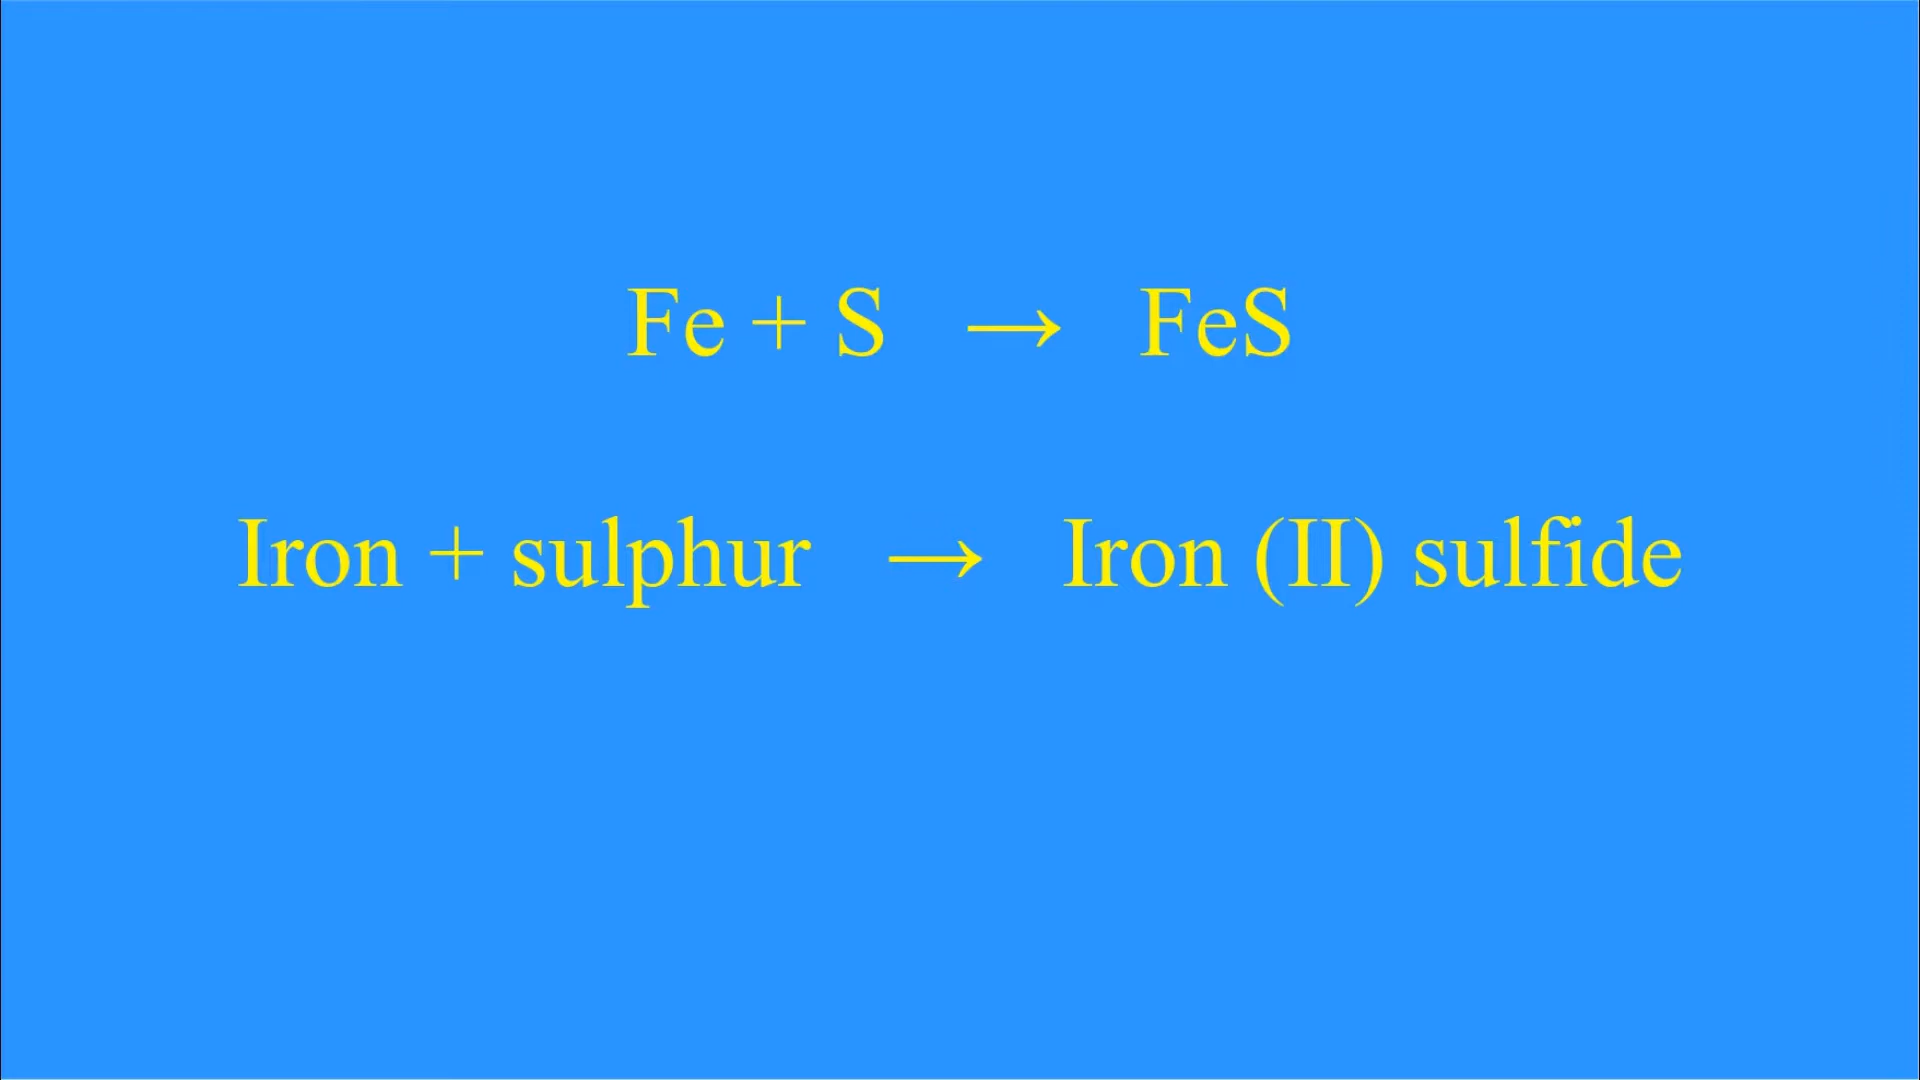 Fe + S → FeS
Iron + sulphur → Iron (II) sulfide